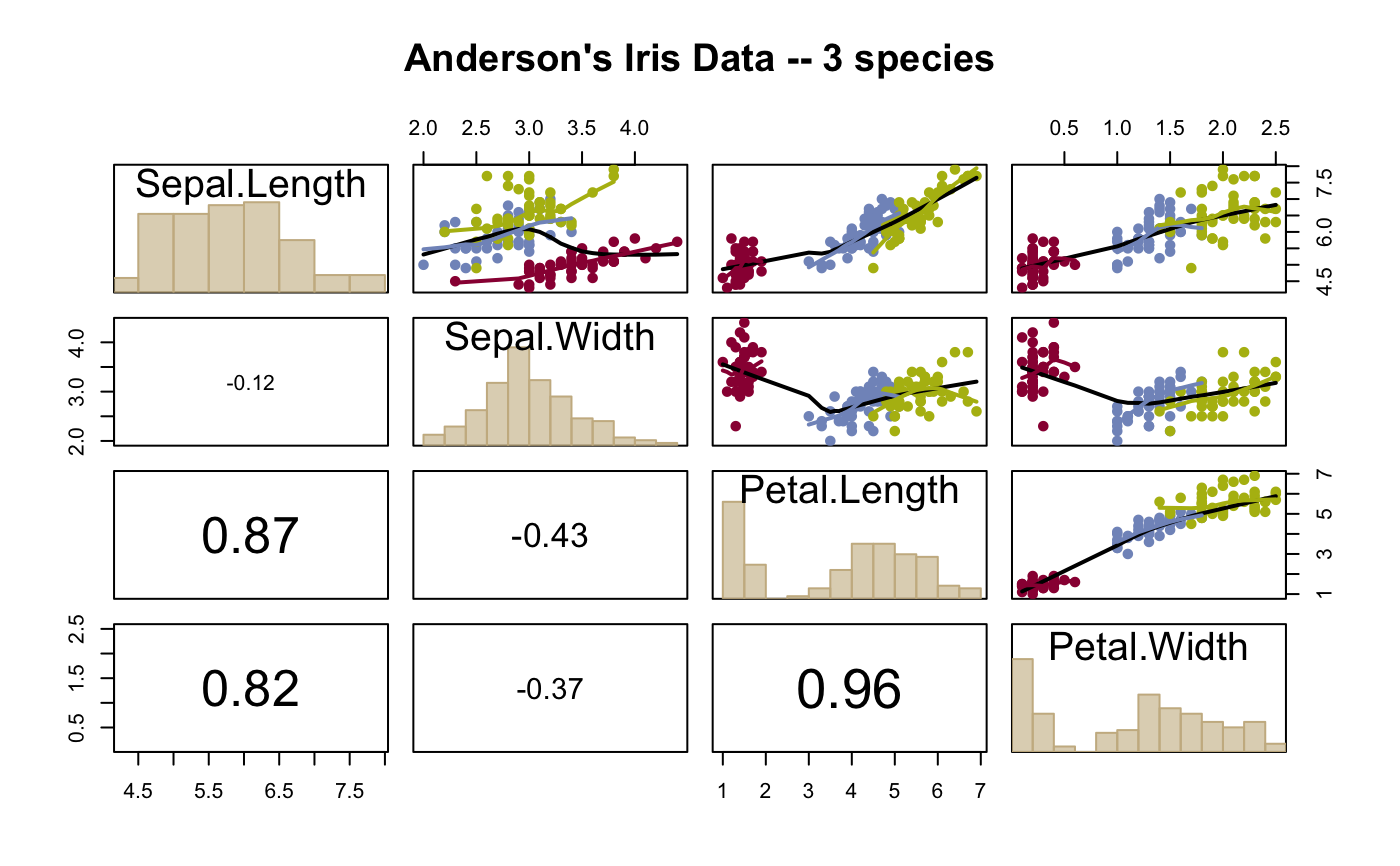 Anderson's Iris Data -- 3 species
2.0 2.5 3.0 3.5 4.0
0.5 1.0 1.5 2.0 2.5
Sepal.Length
4.5 6.0 7.5
2.0 3.0 4.0
-0.12
Sepal.Width
0.87
-0.43
Petal.Length
1 3 5 7
0.5 1.5 2.5
0.82
-0.37
0.96
Petal.Width
4.5 5.5 6.5 7.5
1 2 3 4 5 6 7